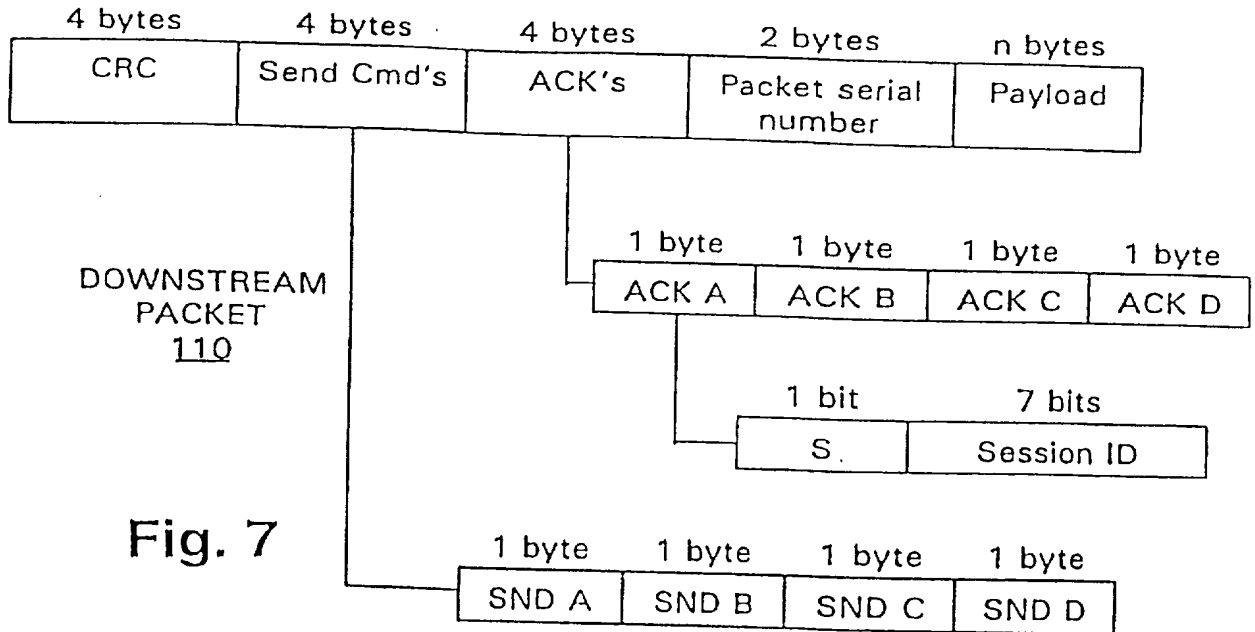 4 bytes 4 bytes 4 bytes 2 bytes n bytes
CRC Send Cmd's ACK's Packet serial number Payload
1 byte 1 byte 1 byte 1 byte
ACK A ACK B ACK C ACK D
DOWNSTREAM
PACKET
110
1 bit 7 bits
S Session ID
Fig. 7
1 byte 1 byte 1 byte 1 byte
SND A SND B SND C SND D